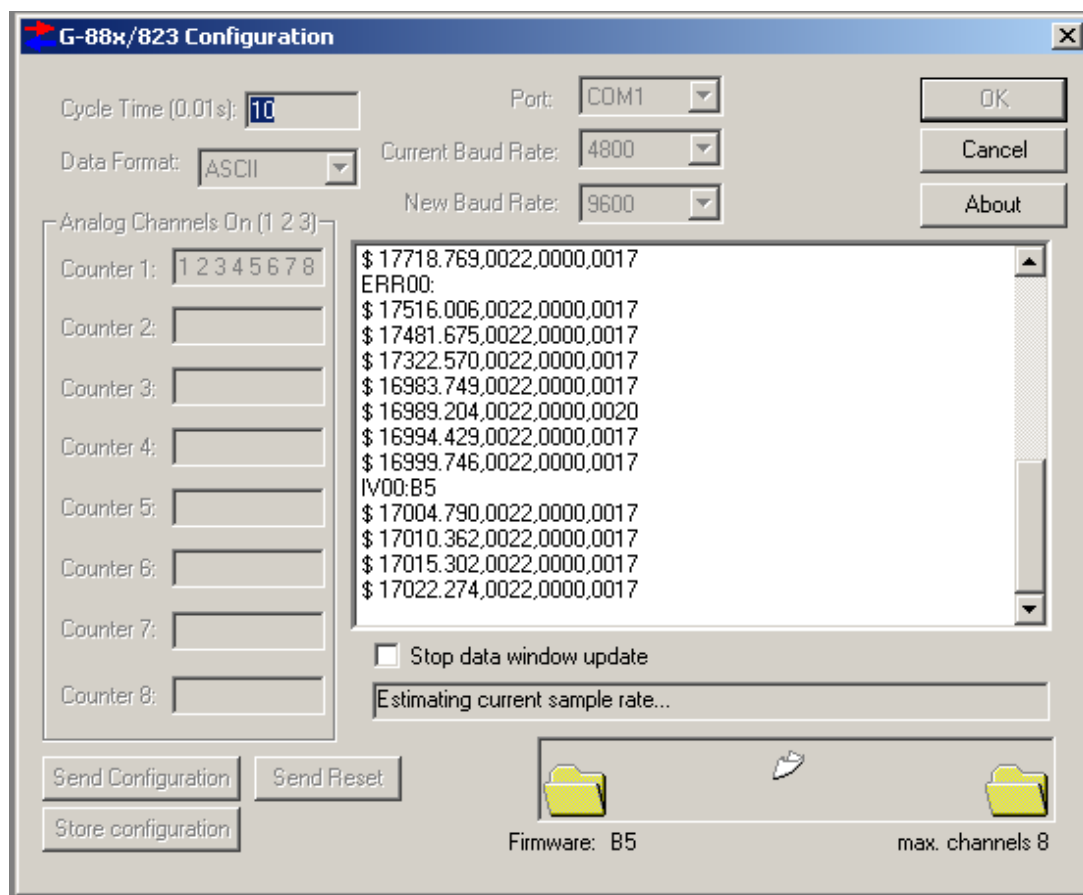 G-88x/823 Configuration
Cycle Time (0.01s): 10
Port: COM1
OK
Data Format: ASCII
Current Baud Rate: 4800
Cancel
New Baud Rate: 9600
About
Analog Channels On (1 2 3)
Counter 1: 1 2 3 4 5 6 7 8
Counter 2:
Counter 3:
Counter 4:
Counter 5:
Counter 6:
Counter 7:
Counter 8:
$ 17718.769,0022,0000,0017
ERR00:
$ 17516.006,0022,0000,0017
$ 17481.675,0022,0000,0017
$ 17322.570,0022,0000,0017
$ 16983.749,0022,0000,0017
$ 16989.204,0022,0000,0020
$ 16994.429,0022,0000,0017
$ 16999.746,0022,0000,0017
IV00:B5
$ 17004.790,0022,0000,0017
$ 17010.362,0022,0000,0017
$ 17015.302,0022,0000,0017
$ 17022.274,0022,0000,0017
Stop data window update
Estimating current sample rate...
Send Configuration
Send Reset
Store configuration
Firmware: B5
max. channels 8